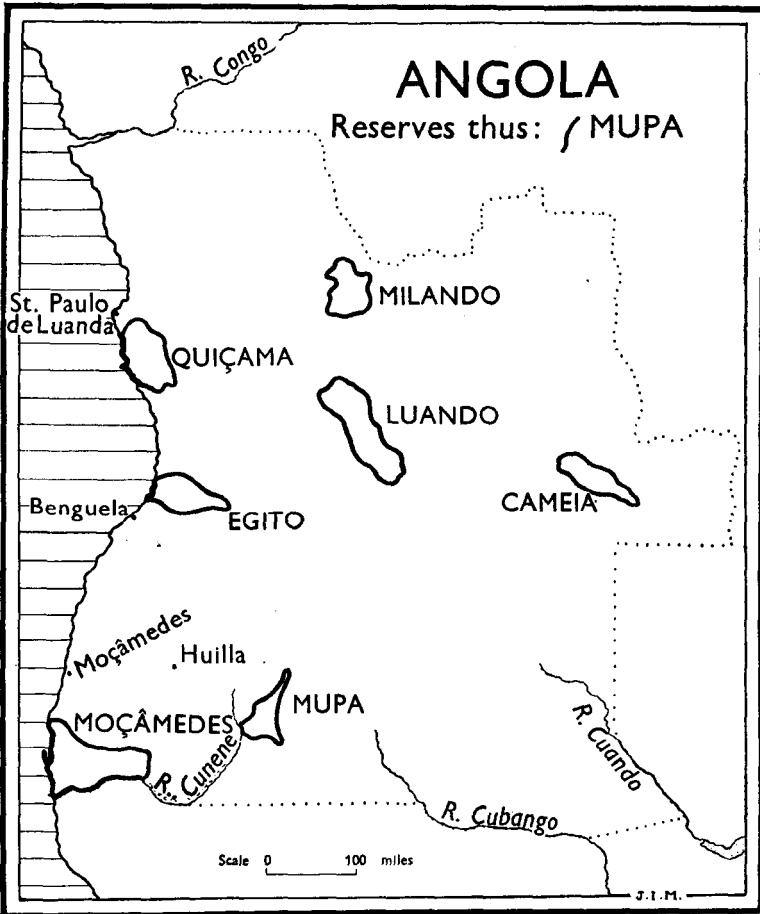 R. Congo
ANGOLA
Reserves thus: MUPA
MILANDO
St. Paulo
de Luanda
QUIÇAMA
LUANDO
CAMEIA
Benguela
EGITO
Moçâmedes
Huilla
MUPA
MOÇÂMEDES
R. Cunene
R. Cuando
R. Cubango
Scale 0 100 miles
J.I.M.